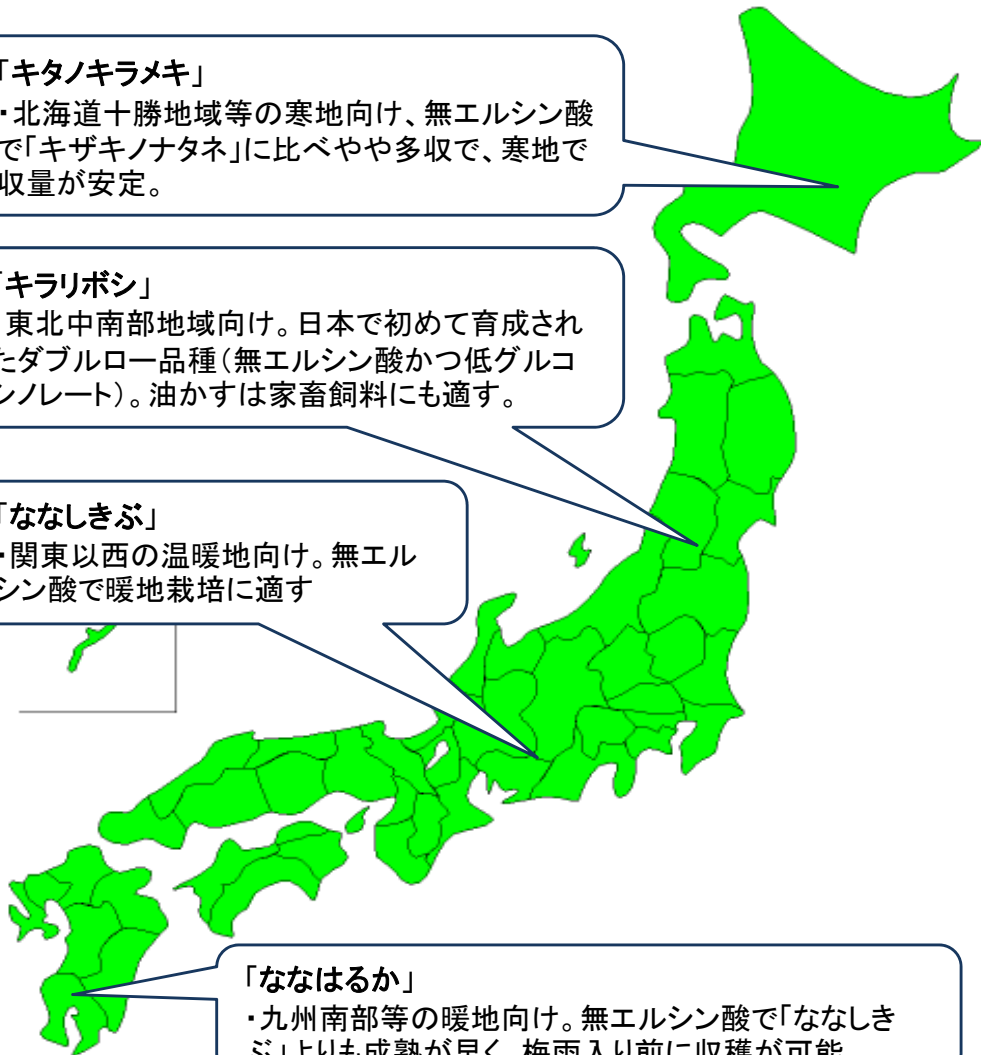 「キタノキラメキ」
・北海道十勝地域等の寒地向け、無エルシン酸
で「キザキノナタネ」に比べやや多収で、寒地で
収量が安定。
「キラリボシ」
東北中南部地域向け。日本で初めて育成され
たダブルロー品種（無エルシン酸かつ低グルコ
シノレート）。油かすは家畜飼料にも適す。
「ななしきぶ」
・関東以西の温暖地向け。無エル
シン酸で暖地栽培に適す
「ななはるか」
・九州南部等の暖地向け。無エルシン酸で「ななしき
ぶ」よりも成熟が早く、梅雨入り前に収穫が可能